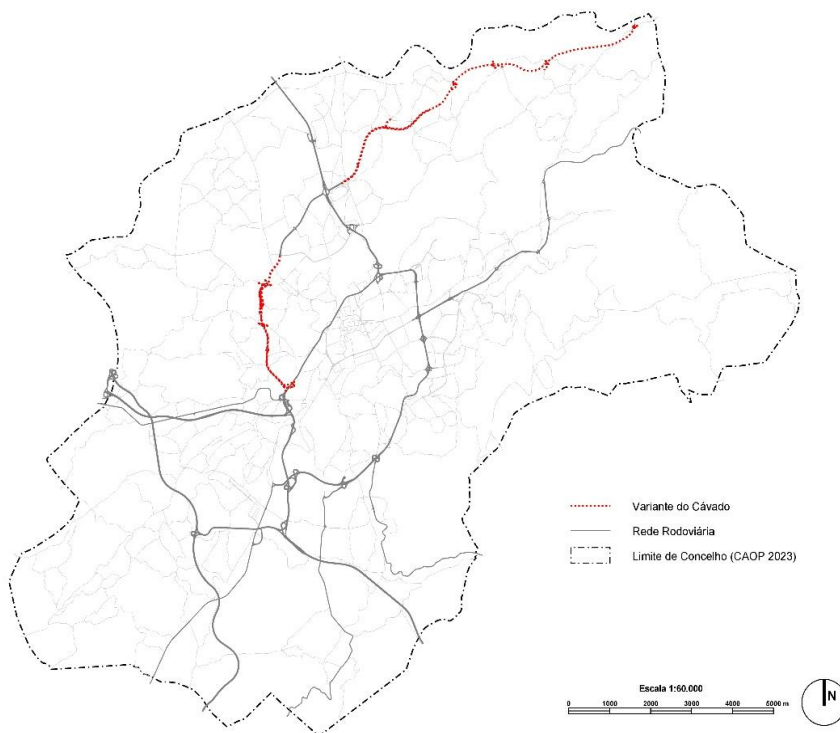 Variante do Cávado
Rede Rodoviária
Limite de Concelho (CAOP 2023)
Escala 1:60.000
0 1000 2000 3000 4000 5000 m
N